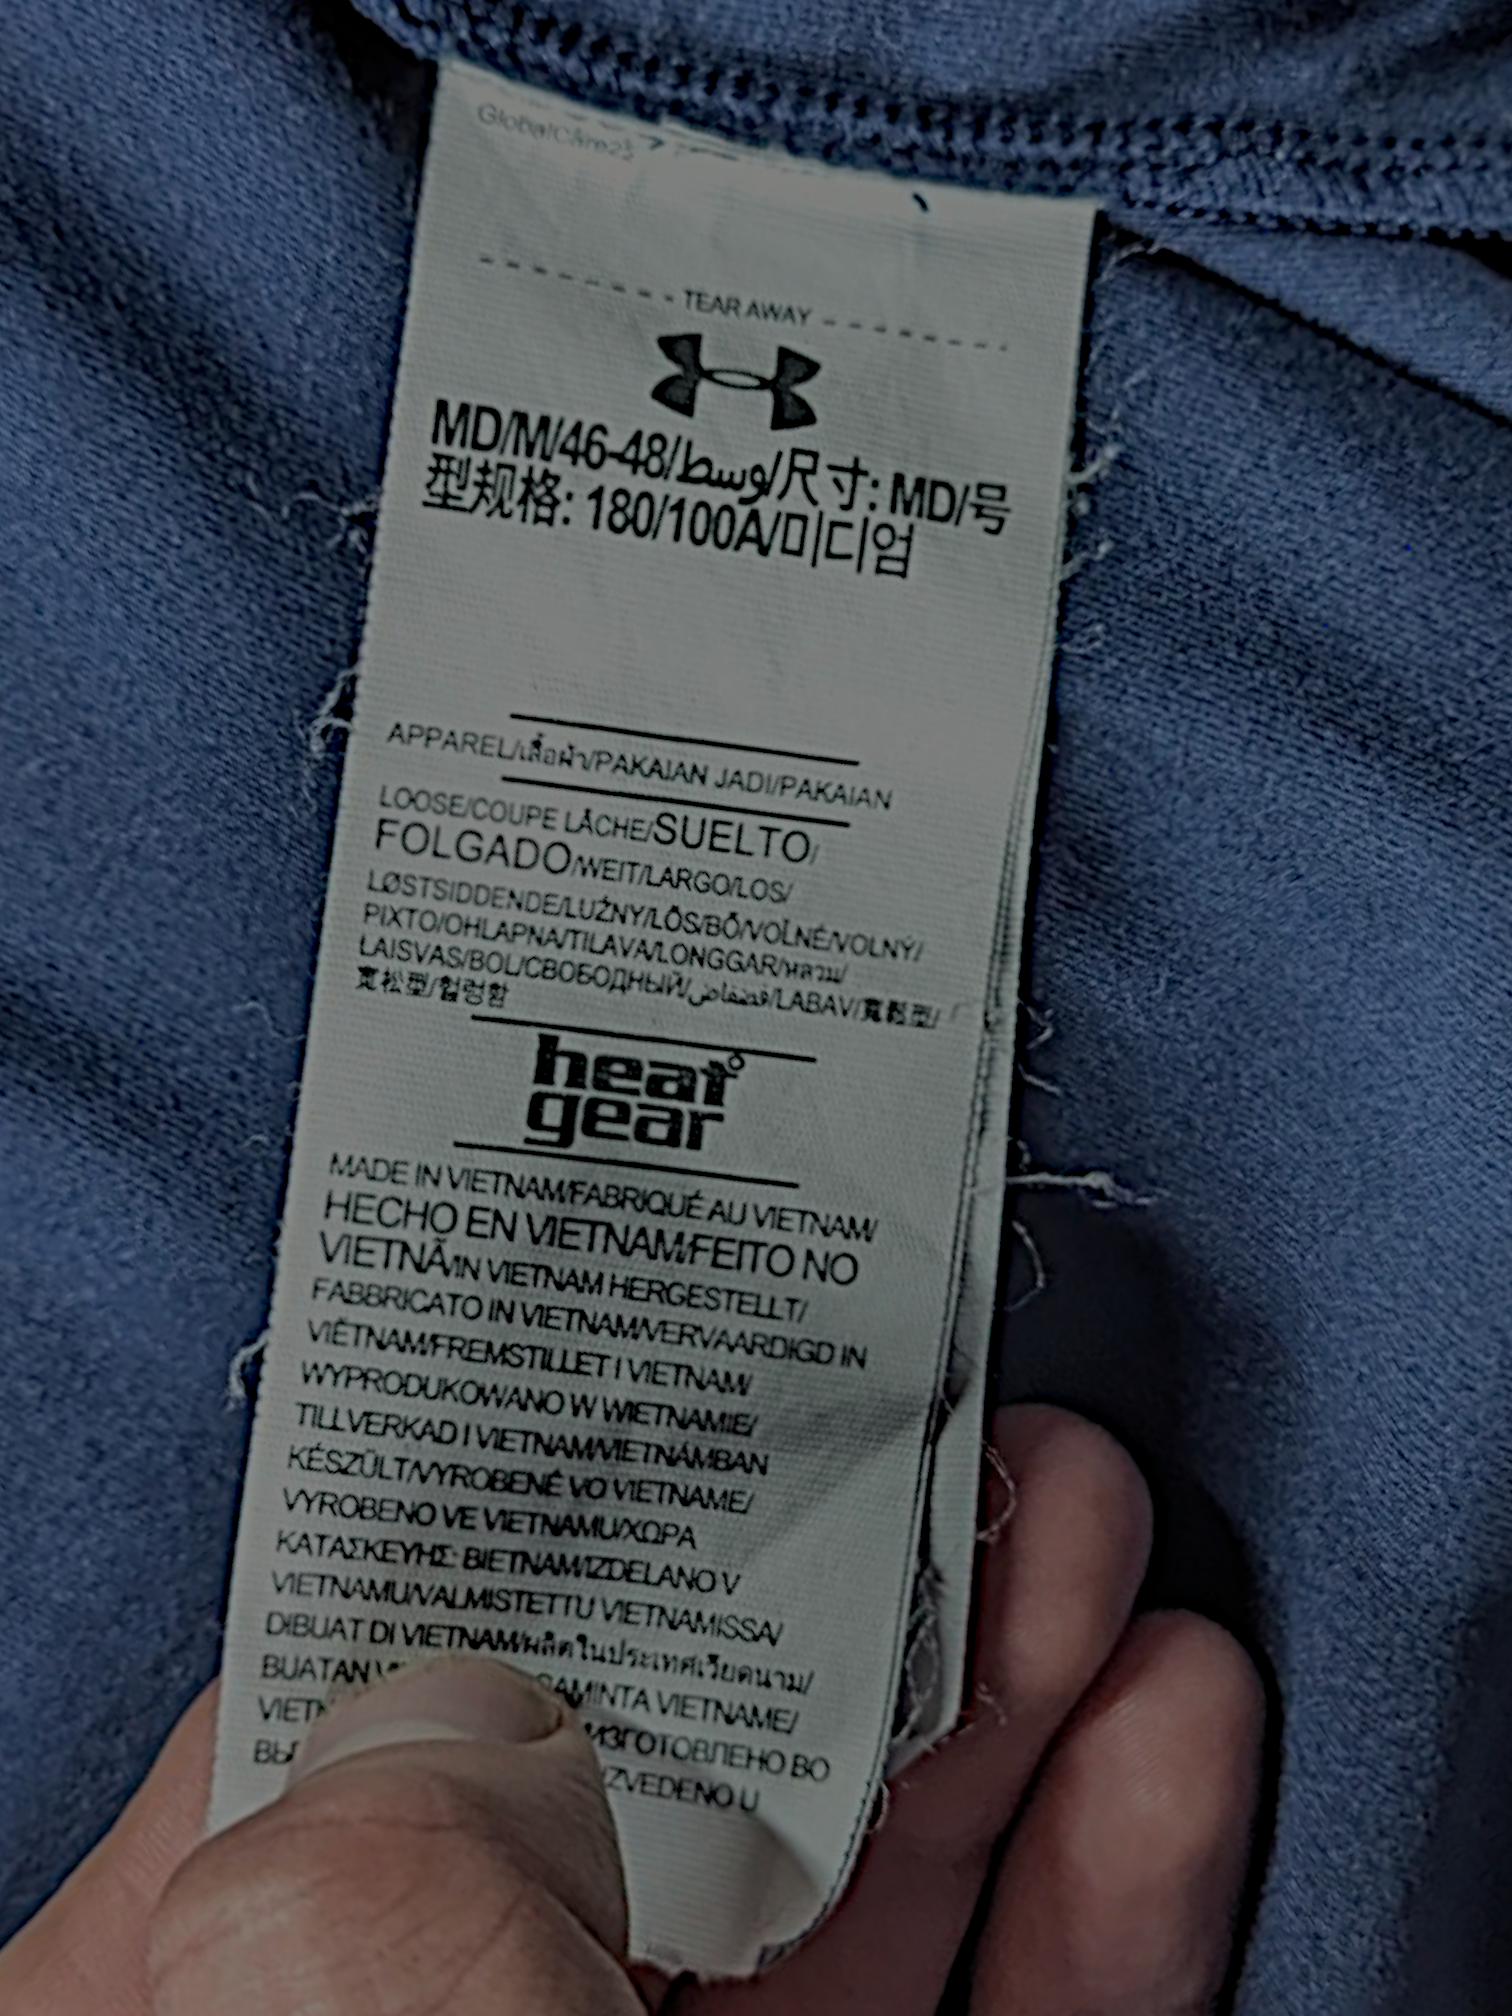 GlobalCare22
TEAR AWAY
MD/M/46-48/وسط/尺寸: MD/号
型规格: 180/100A/미디엄
APPAREL/เสื้อผ้า/PAKAIAN JADI/PAKAIAN
LOOSE/COUPE LÂCHE/SUELTO/
FOLGADO/WEIT/LARGO/LOS/
LØSTSIDDENDE/LUŹNY/LÖS/BŐ/VOĽNÉ/VOLNÝ/
PIXTO/OHLAPNA/TILAVA/LONGGAR/หลวม/
LAISVAS/BOL/СВОБОДНЫЙ/فضفاض/LABAV/寬鬆型/
宽松型/헐렁함
heat
gear
MADE IN VIETNAM/FABRIQUÉ AU VIETNAM/
HECHO EN VIETNAM/FEITO NO
VIETNÃ/IN VIETNAM HERGESTELLT/
FABBRICATO IN VIETNAM/VERVAARDIGD IN
VIËTNAM/FREMSTILLET I VIETNAM/
WYPRODUKOWANO W WIETNAMIE/
TILLVERKAD I VIETNAM/VIETNÁMBAN
KÉSZÜLT/VYROBENÉ VO VIETNAME/
VYROBENO VE VIETNAMU/ΧΩΡΑ
ΚΑΤΑΣΚΕΥΗΣ: ΒΙΕΤΝΑΜ/IZDELANO V
VIETNAMU/VALMISTETTU VIETNAMISSA/
DIBUAT DI VIETNAM/ผลิตในประเทศเวียดนาม/
BUATAN VIETNAME/
ИЗГОТОВЛЕНО ВО